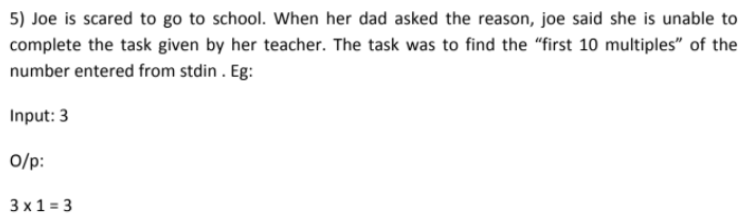 5) Joe is scared to go to school. When her dad asked the reason, joe said she is unable to
complete the task given by her teacher. The task was to find the “first 10 multiples” of the
number entered from stdin . Eg:
Input: 3
O/p:
3 x 1 = 3